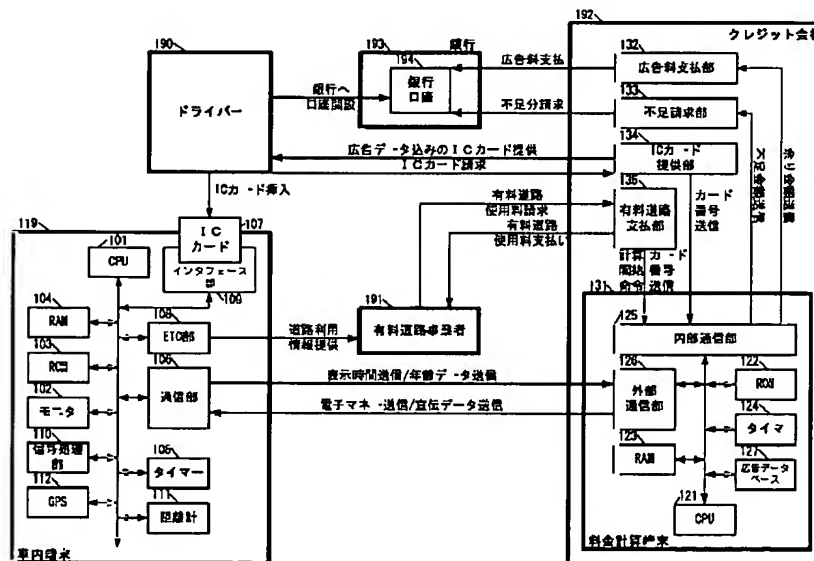 192
クレジット会社
190
ドライバー
193
銀行
194
銀行
口座
銀行へ
口座開設
広告料支払
132
広告料支払部
不足分請求
133
不足請求部
広告データ込みのICカード提供
ICカード請求
134
ICカード
提供部
不足金額送信
余り金額送信
ICカード挿入
有料道路
使用料請求
有料道路
使用料支払い
135
有料道路
支払部
カード
番号
送信
計算
開始
命令
カード
番号
送信
119
ICカード
107
101
CPU
インタフェース
部
109
104
RAM
108
ETC部
道路利用
情報提供
191
有料道路事業者
131
125
内部通信部
103
ROM
106
通信部
表示時間送信/年齢データ送信
電子マネー送信/宣伝データ送信
126
外部
通信部
122
ROM
102
モニタ
124
タイマ
110
信号処理
部
105
タイマー
123
RAM
127
広告データ
ベース
112
GPS
111
距離計
121
CPU
車内端末
料金計算端末